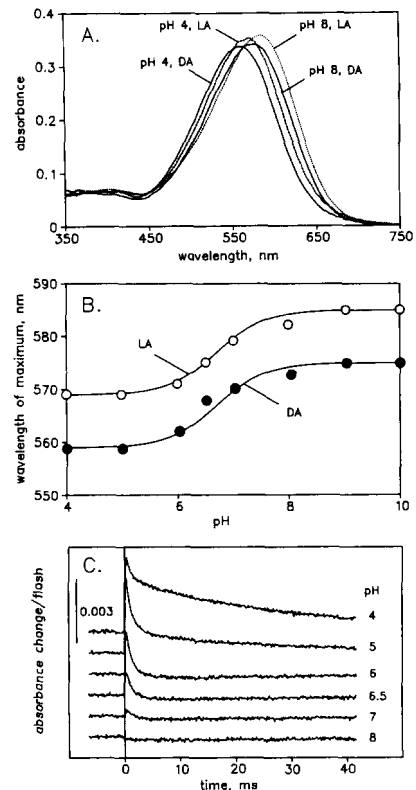 A.
pH 4, LA
pH 8, LA
pH 4, DA
pH 8, DA
absorbance
0.4
0.3
0.2
0.1
0
350
450
550
650
750
wavelength, nm
B.
LA
DA
wavelength of maximum, nm
590
580
570
560
550
4
6
8
10
pH
C.
pH
0.003
4
5
6
6.5
7
8
absorbance change/flash
0
10
20
30
40
time, ms